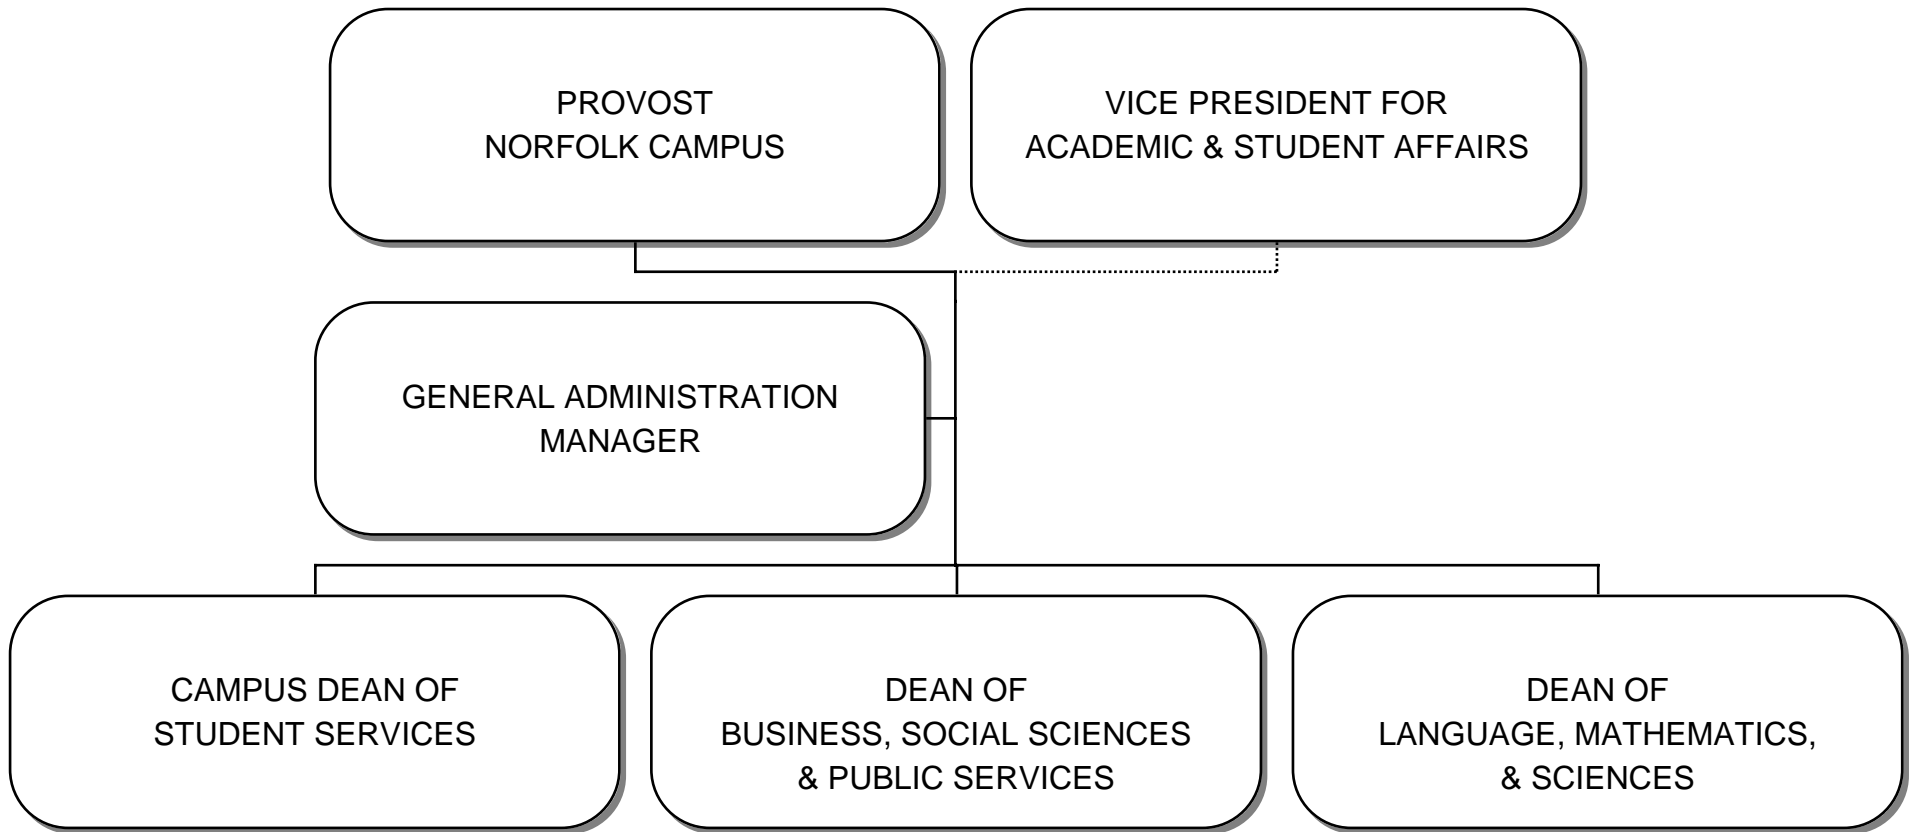 PROVOST
NORFOLK CAMPUS
VICE PRESIDENT FOR
ACADEMIC & STUDENT AFFAIRS
GENERAL ADMINISTRATION
MANAGER
CAMPUS DEAN OF
STUDENT SERVICES
DEAN OF
BUSINESS, SOCIAL SCIENCES
& PUBLIC SERVICES
DEAN OF
LANGUAGE, MATHEMATICS,
& SCIENCES